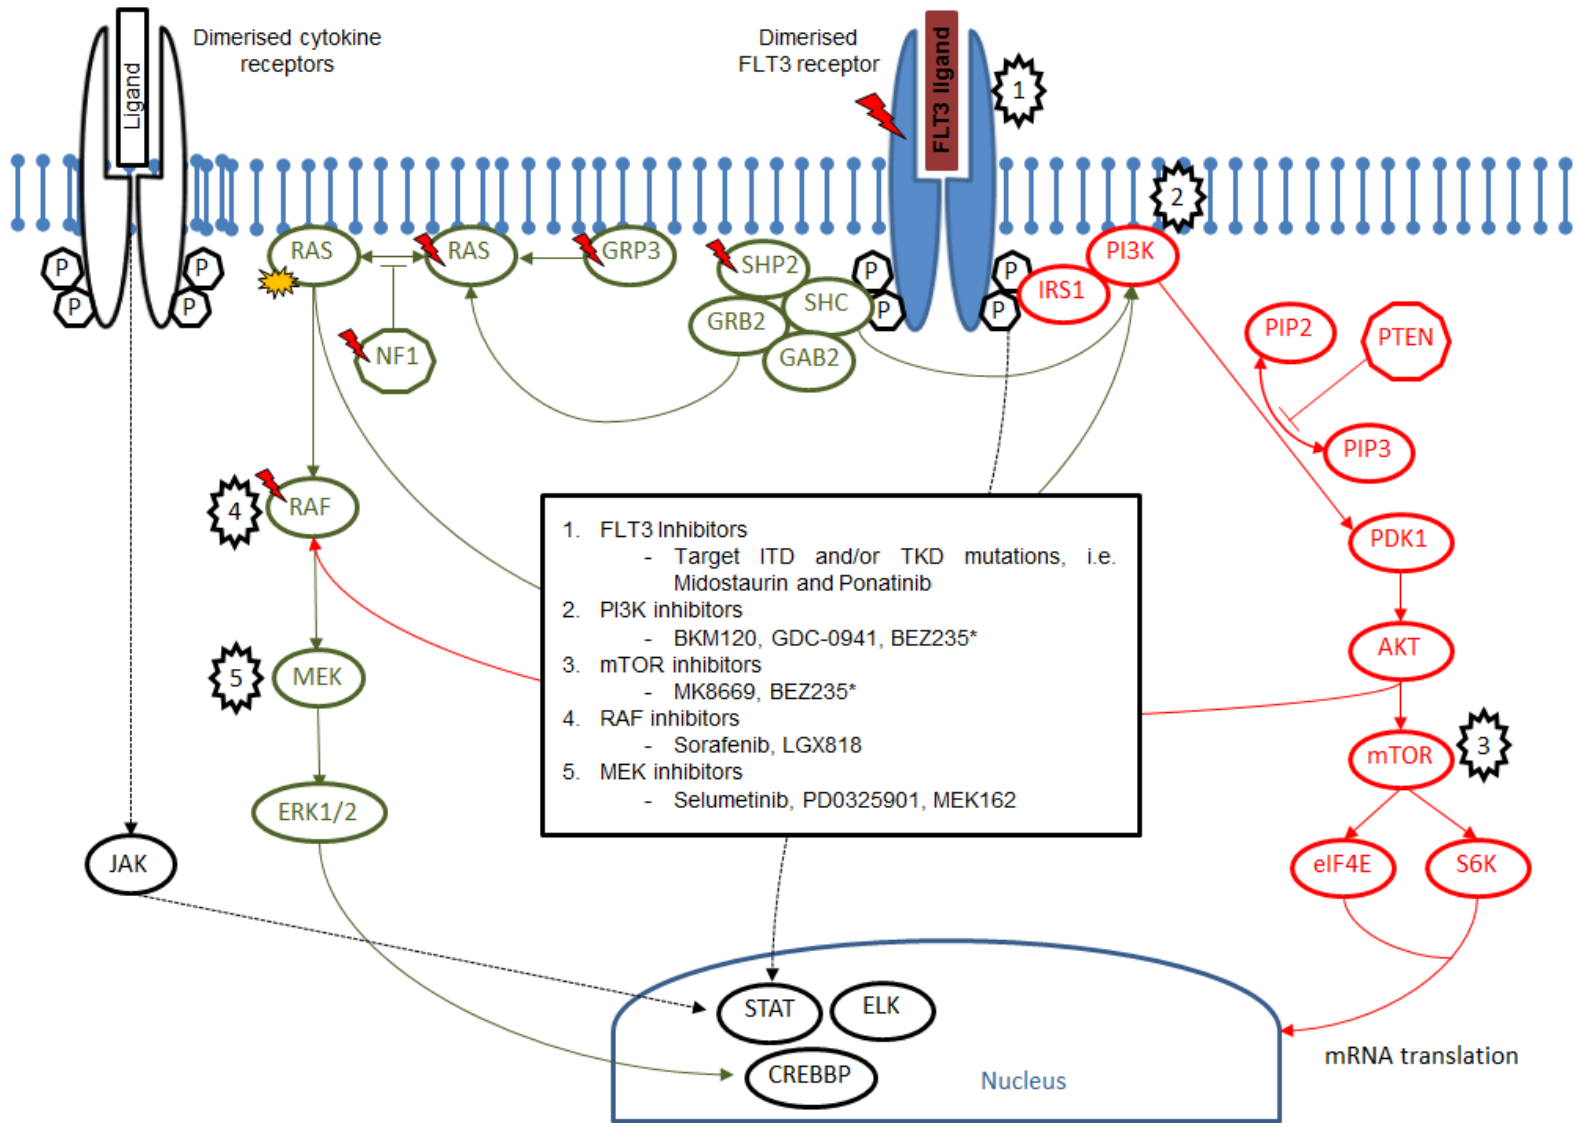 Dimerised cytokine
receptors
Ligand
Dimerised
FLT3 receptor
FLT3 ligand
1
2
RAS
RAS
GRP3
SHP2
SHC
GRB2
GAB2
NF1
P
P
P
P
P
P
P
P
IRS1
PI3K
PIP2
PTEN
PIP3
4
RAF
PDK1
5
MEK
AKT
ERK1/2
mTOR
3
JAK
eIF4E
S6K
1. FLT3 Inhibitors
- Target ITD and/or TKD mutations, i.e.
Midostaurin and Ponatinib
2. PI3K inhibitors
- BKM120, GDC-0941, BEZ235*
3. mTOR inhibitors
- MK8669, BEZ235*
4. RAF inhibitors
- Sorafenib, LGX818
5. MEK inhibitors
- Selumetinib, PD0325901, MEK162
STAT
ELK
CREBBP
Nucleus
mRNA translation